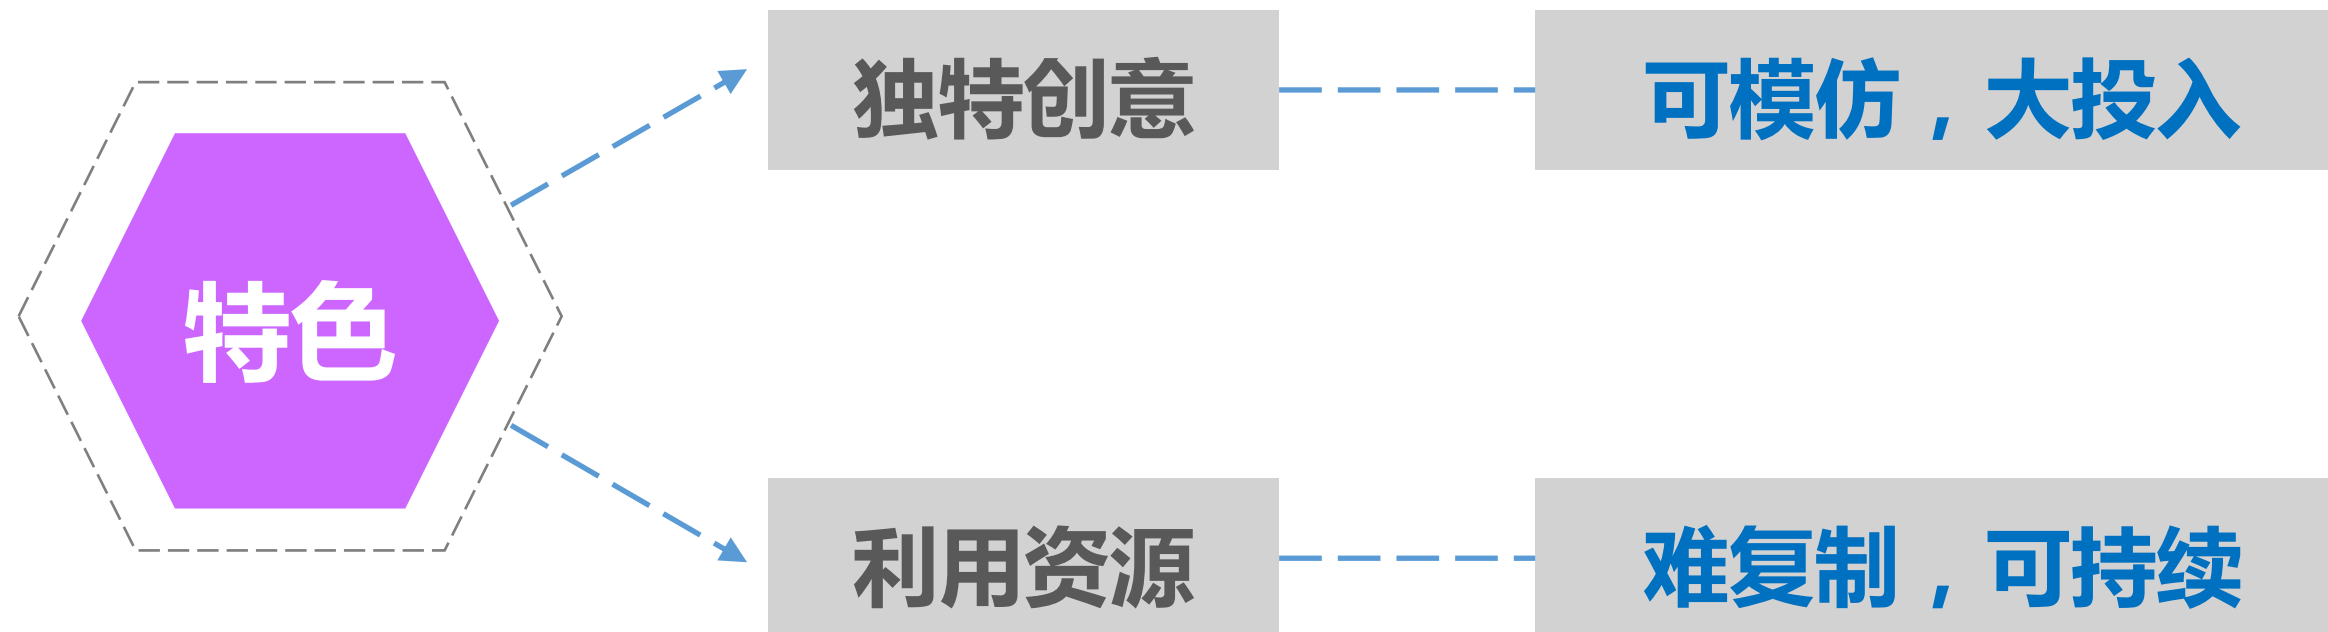 特色
独特创意
可模仿，大投入
利用资源
难复制，可持续